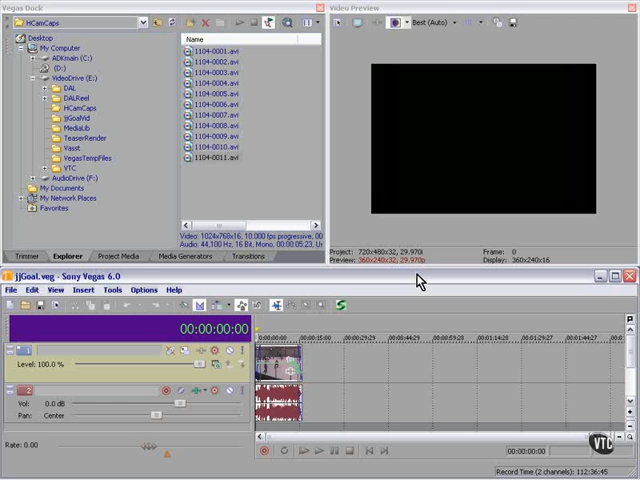 Vegas Dock
Video Preview
HCamCaps
Best (Auto)
Desktop
My Computer
ADKmain (C:)
(D:)
VideoDrive (E:)
DAL
DALReel
HCamCaps
jjGoalVid
MediaLib
TeaserRender
Vasst
VegasTempFiles
VTC
AudioDrive (F:)
My Documents
My Network Places
Favorites
Name
1104-0001.avi
1104-0002.avi
1104-0003.avi
1104-0004.avi
1104-0005.avi
1104-0006.avi
1104-0007.avi
1104-0008.avi
1104-0009.avi
1104-0010.avi
1104-0011.avi
Video: 1024x768x16, 10.000 fps progressive,
Audio: 44,100 Hz, 16 Bit, Mono, 00:00:05;23,
Trimmer Explorer Project Media Media Generators Transitions
Project: 720x480x32, 29.970i
Preview: 360x240x32, 29.970p
Frame: 0
Display: 360x240x16
jjGoal.veg - Sony Vegas 6.0
File Edit View Insert Tools Options Help
00:00:00;00
00:00:00;00 00:00:15;00 00:00:29;29 00:00:44;29 00:00:59;28 00:01:15;00 00:01:29;29 00:01:44;29 00:0
1
Level: 100.0 %
2
Vol: 0.0 dB
Pan: Center
Rate: 0.00
00:00:00;00
VTC
Record Time (2 channels): 112:36:45